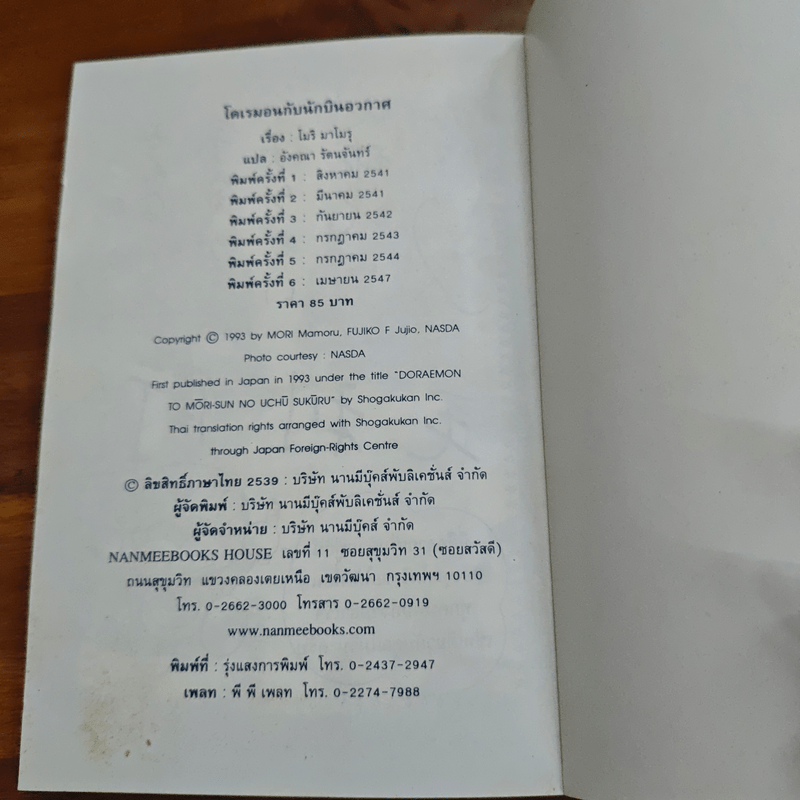 โดเรมอนกับนักบินอวกาศ
เรื่อง : โมริ มาโมรุ
แปล : อังคณา รัตนจันทร์
พิมพ์ครั้งที่ 1 : สิงหาคม 2541
พิมพ์ครั้งที่ 2 : มีนาคม 2541
พิมพ์ครั้งที่ 3 : กันยายน 2542
พิมพ์ครั้งที่ 4 : กรกฎาคม 2543
พิมพ์ครั้งที่ 5 : กรกฎาคม 2544
พิมพ์ครั้งที่ 6 : เมษายน 2547
ราคา 85 บาท
Copyright © 1993 by MORI Mamoru, FUJIKO F Jujio, NASDA
Photo courtesy : NASDA
First published in Japan in 1993 under the title "DORAEMON
TO MŌRI-SUN NO UCHŪ SUKŪRU" by Shogakukan Inc.
Thai translation rights arranged with Shogakukan Inc.
through Japan Foreign-Rights Centre
© ลิขสิทธิ์ภาษาไทย 2539 : บริษัท นานมีบุ๊คส์พับลิเคชั่นส์ จำกัด
ผู้จัดพิมพ์ : บริษัท นานมีบุ๊คส์พับลิเคชั่นส์ จำกัด
ผู้จัดจำหน่าย : บริษัท นานมีบุ๊คส์ จำกัด
NANMEEBOOKS HOUSE เลขที่ 11 ซอยสุขุมวิท 31 (ซอยสวัสดี)
ถนนสุขุมวิท แขวงคลองเตยเหนือ เขตวัฒนา กรุงเทพฯ 10110
โทร. 0-2662-3000 โทรสาร 0-2662-0919
www.nanmeebooks.com
พิมพ์ที่ : รุ่งแสงการพิมพ์ โทร. 0-2437-2947
เพลท : พี พี เพลท โทร. 0-2274-7988